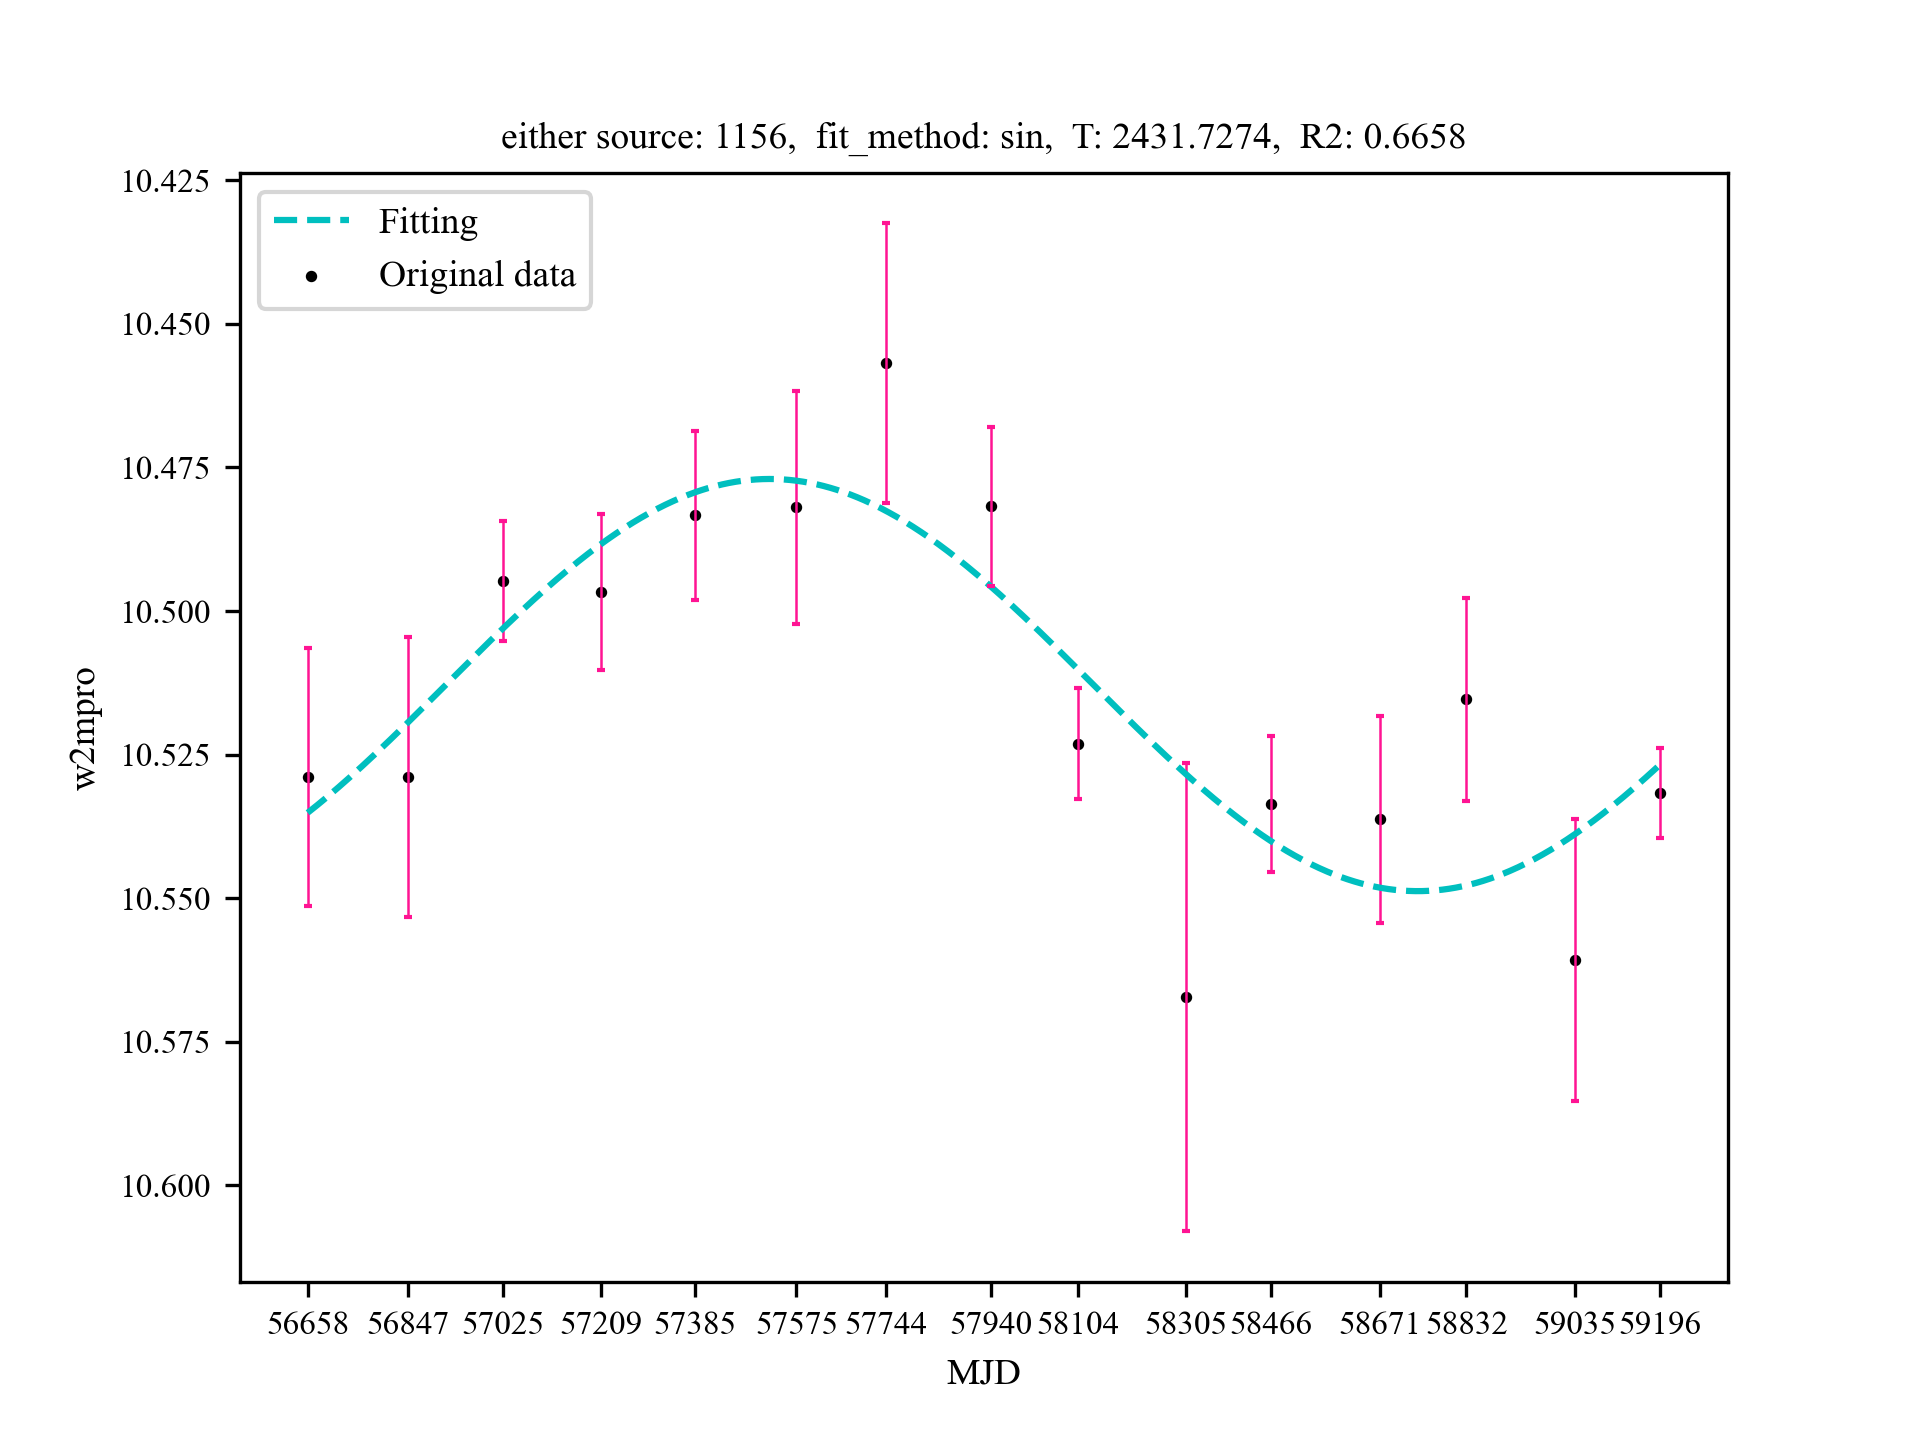 either source: 1156,  fit_method: sin,  T: 2431.7274,  R2: 0.6658
Fitting
Original data
10.425
10.450
10.475
10.500
10.525
10.550
10.575
10.600
w2mpro
56658 56847 57025 57209 57385 57575 57744 57940 58104 58305 58466 58671 58832 59035 59196
MJD